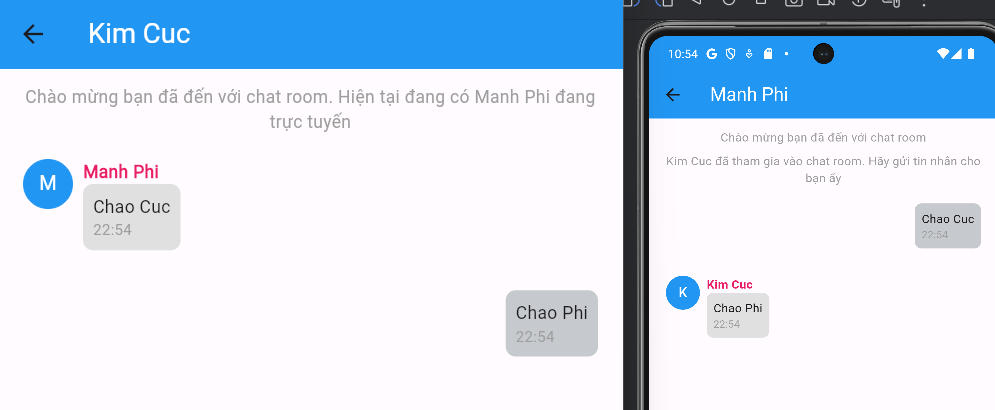 Kim Cuc
Chào mừng bạn đã đến với chat room. Hiện tại đang có Manh Phi đang
trực tuyến
M
Manh Phi
Chao Cuc
22:54
Chao Phi
22:54
10:54
Manh Phi
Chào mừng bạn đã đến với chat room
Kim Cuc đã tham gia vào chat room. Hãy gửi tin nhắn cho
bạn ấy
Chao Cuc
22:54
K
Kim Cuc
Chao Phi
22:54